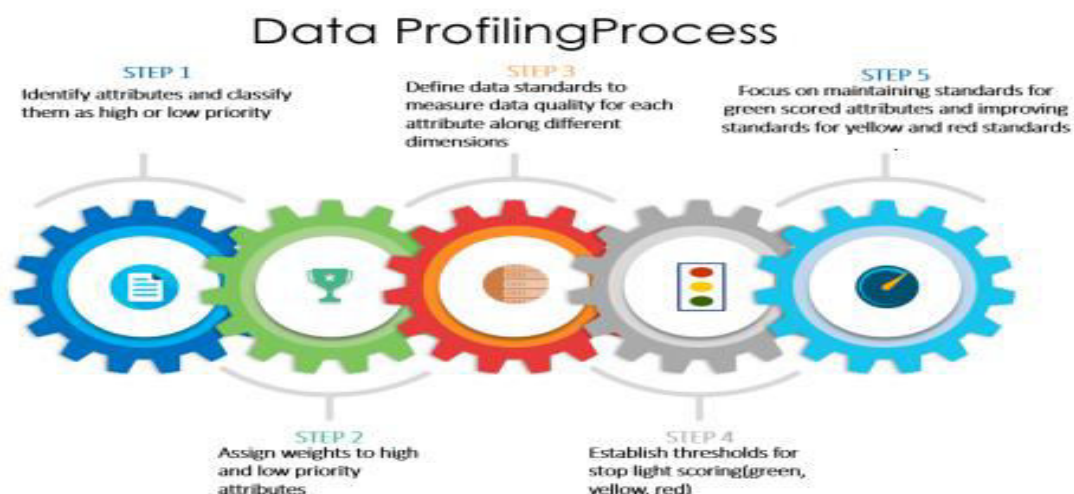 Data ProfilingProcess
STEP 1
Identify attributes and classify
them as high or low priority
STEP 2
Assign weights to high
and low priority
attributes
STEP 3
Define data standards to
measure data quality for each
attribute along different
dimensions
STEP 4
Establish thresholds for
stop light scoring(green,
yellow, red)
STEP 5
Focus on maintaining standards for
green scored attributes and improving
standards for yellow and red standards
.